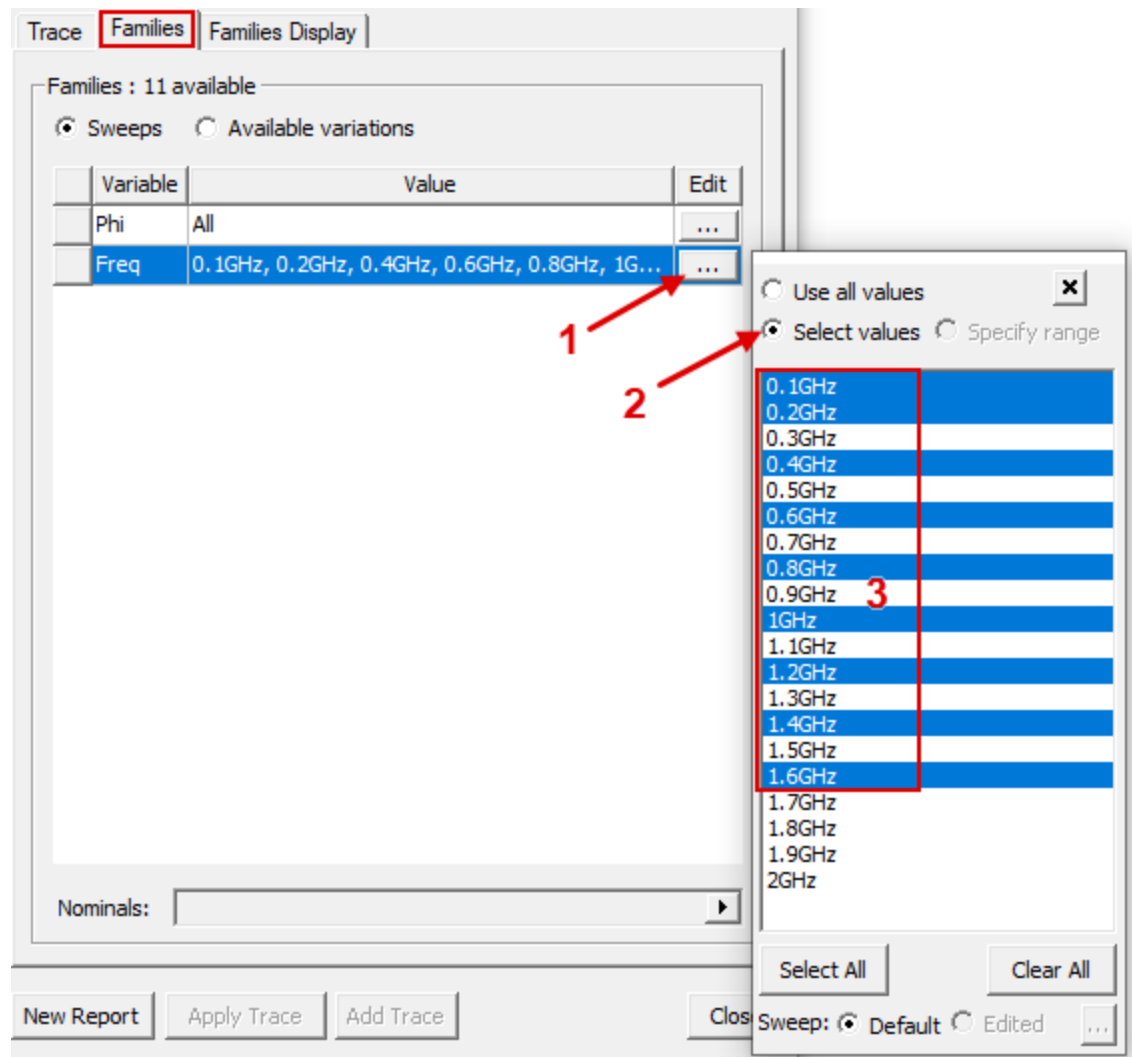 Trace Families Families Display
Families : 11 available
Sweeps Available variations
Variable Value Edit
Phi All ...
Freq 0.1GHz, 0.2GHz, 0.4GHz, 0.6GHz, 0.8GHz, 1G... ...
1
2
Nominals:
New Report Apply Trace Add Trace Clos
Use all values
Select values Specify range
0.1GHz
0.2GHz
0.3GHz
0.4GHz
0.5GHz
0.6GHz
0.7GHz
0.8GHz
0.9GHz
3
1GHz
1.1GHz
1.2GHz
1.3GHz
1.4GHz
1.5GHz
1.6GHz
1.7GHz
1.8GHz
1.9GHz
2GHz
Select All Clear All
Sweep: Default Edited ...